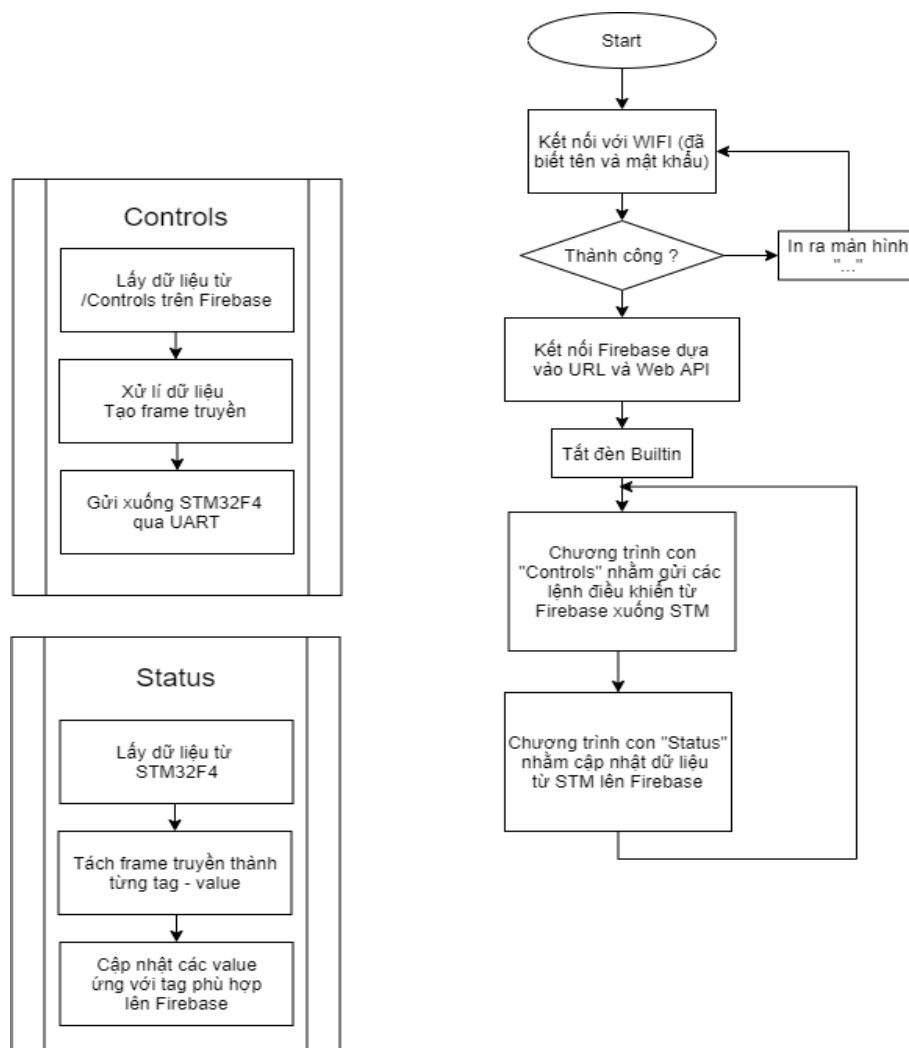 Start
Kết nối với WIFI (đã
biết tên và mật khẩu)
Thành công ?
In ra màn hình
"..."
Kết nối Firebase dựa
vào URL và Web API
Tắt đèn Builtin
Chương trình con
"Controls" nhằm gửi các
lệnh điều khiển từ
Firebase xuống STM
Chương trình con "Status"
nhằm cập nhật dữ liệu
từ STM lên Firebase
Controls
Lấy dữ liệu từ
/Controls trên Firebase
Xử lí dữ liệu
Tạo frame truyền
Gửi xuống STM32F4
qua UART
Status
Lấy dữ liệu từ
STM32F4
Tách frame truyền thành
từng tag - value
Cập nhật các value
ứng với tag phù hợp
lên Firebase